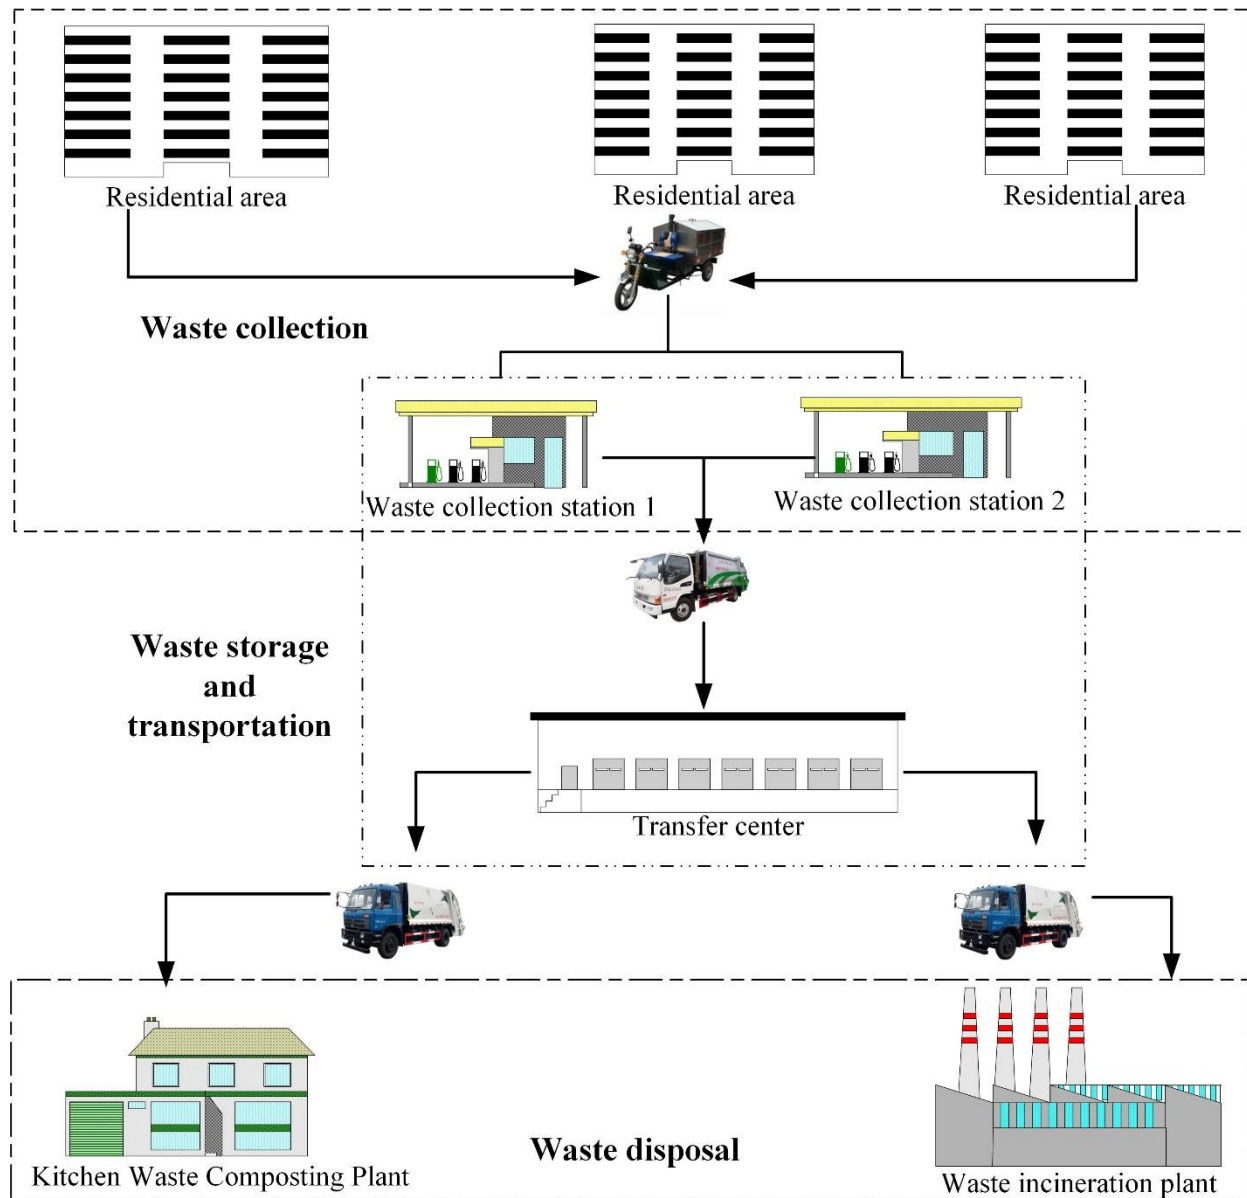 Residential area
Residential area
Residential area
Waste collection
Waste collection station 1
Waste collection station 2
Waste storage
and
transportation
Transfer center
Waste disposal
Kitchen Waste Composting Plant
Waste incineration plant